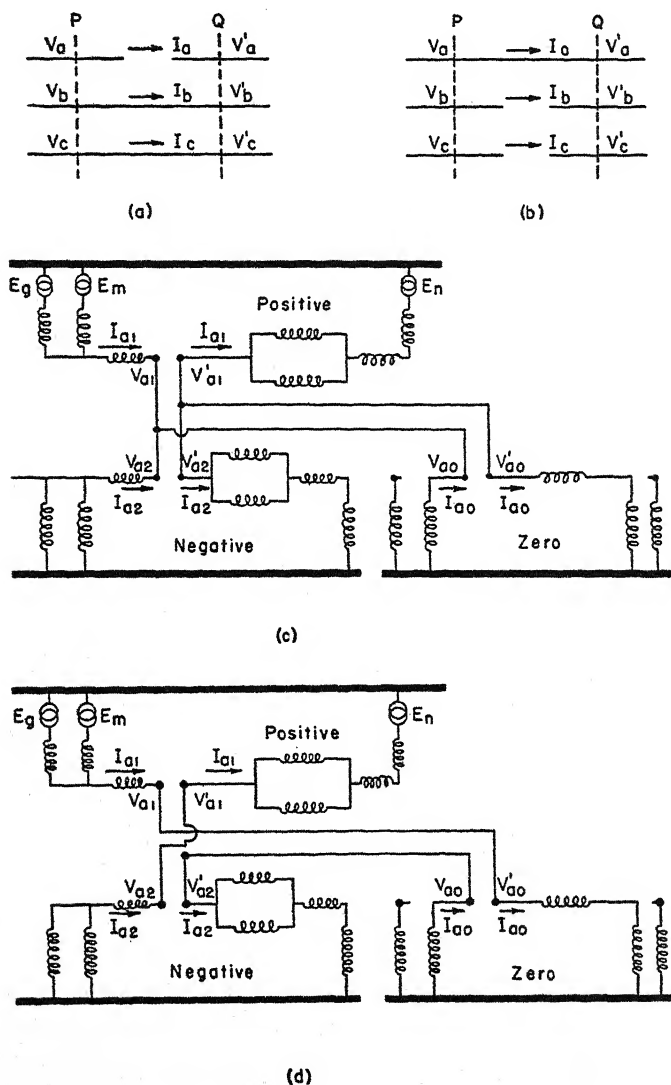 P Q P Q
Va Ia V'a Va Ia V'a
Vb Ib V'b Vb Ib V'b
Vc Ic V'c Vc Ic V'c
(a) (b)
Eg Em En
Positive
Ia1 Ia1
Va1 V'a1
Va2 V'a2 Va0 V'a0
Ia2 Ia2 Ia0 Ia0
Negative Zero
(c)
Eg Em En
Positive
Ia1 Ia1
Va1 V'a1
Va2 V'a2 Va0 V'a0
Ia2 Ia2 Ia0 Ia0
Negative Zero
(d)